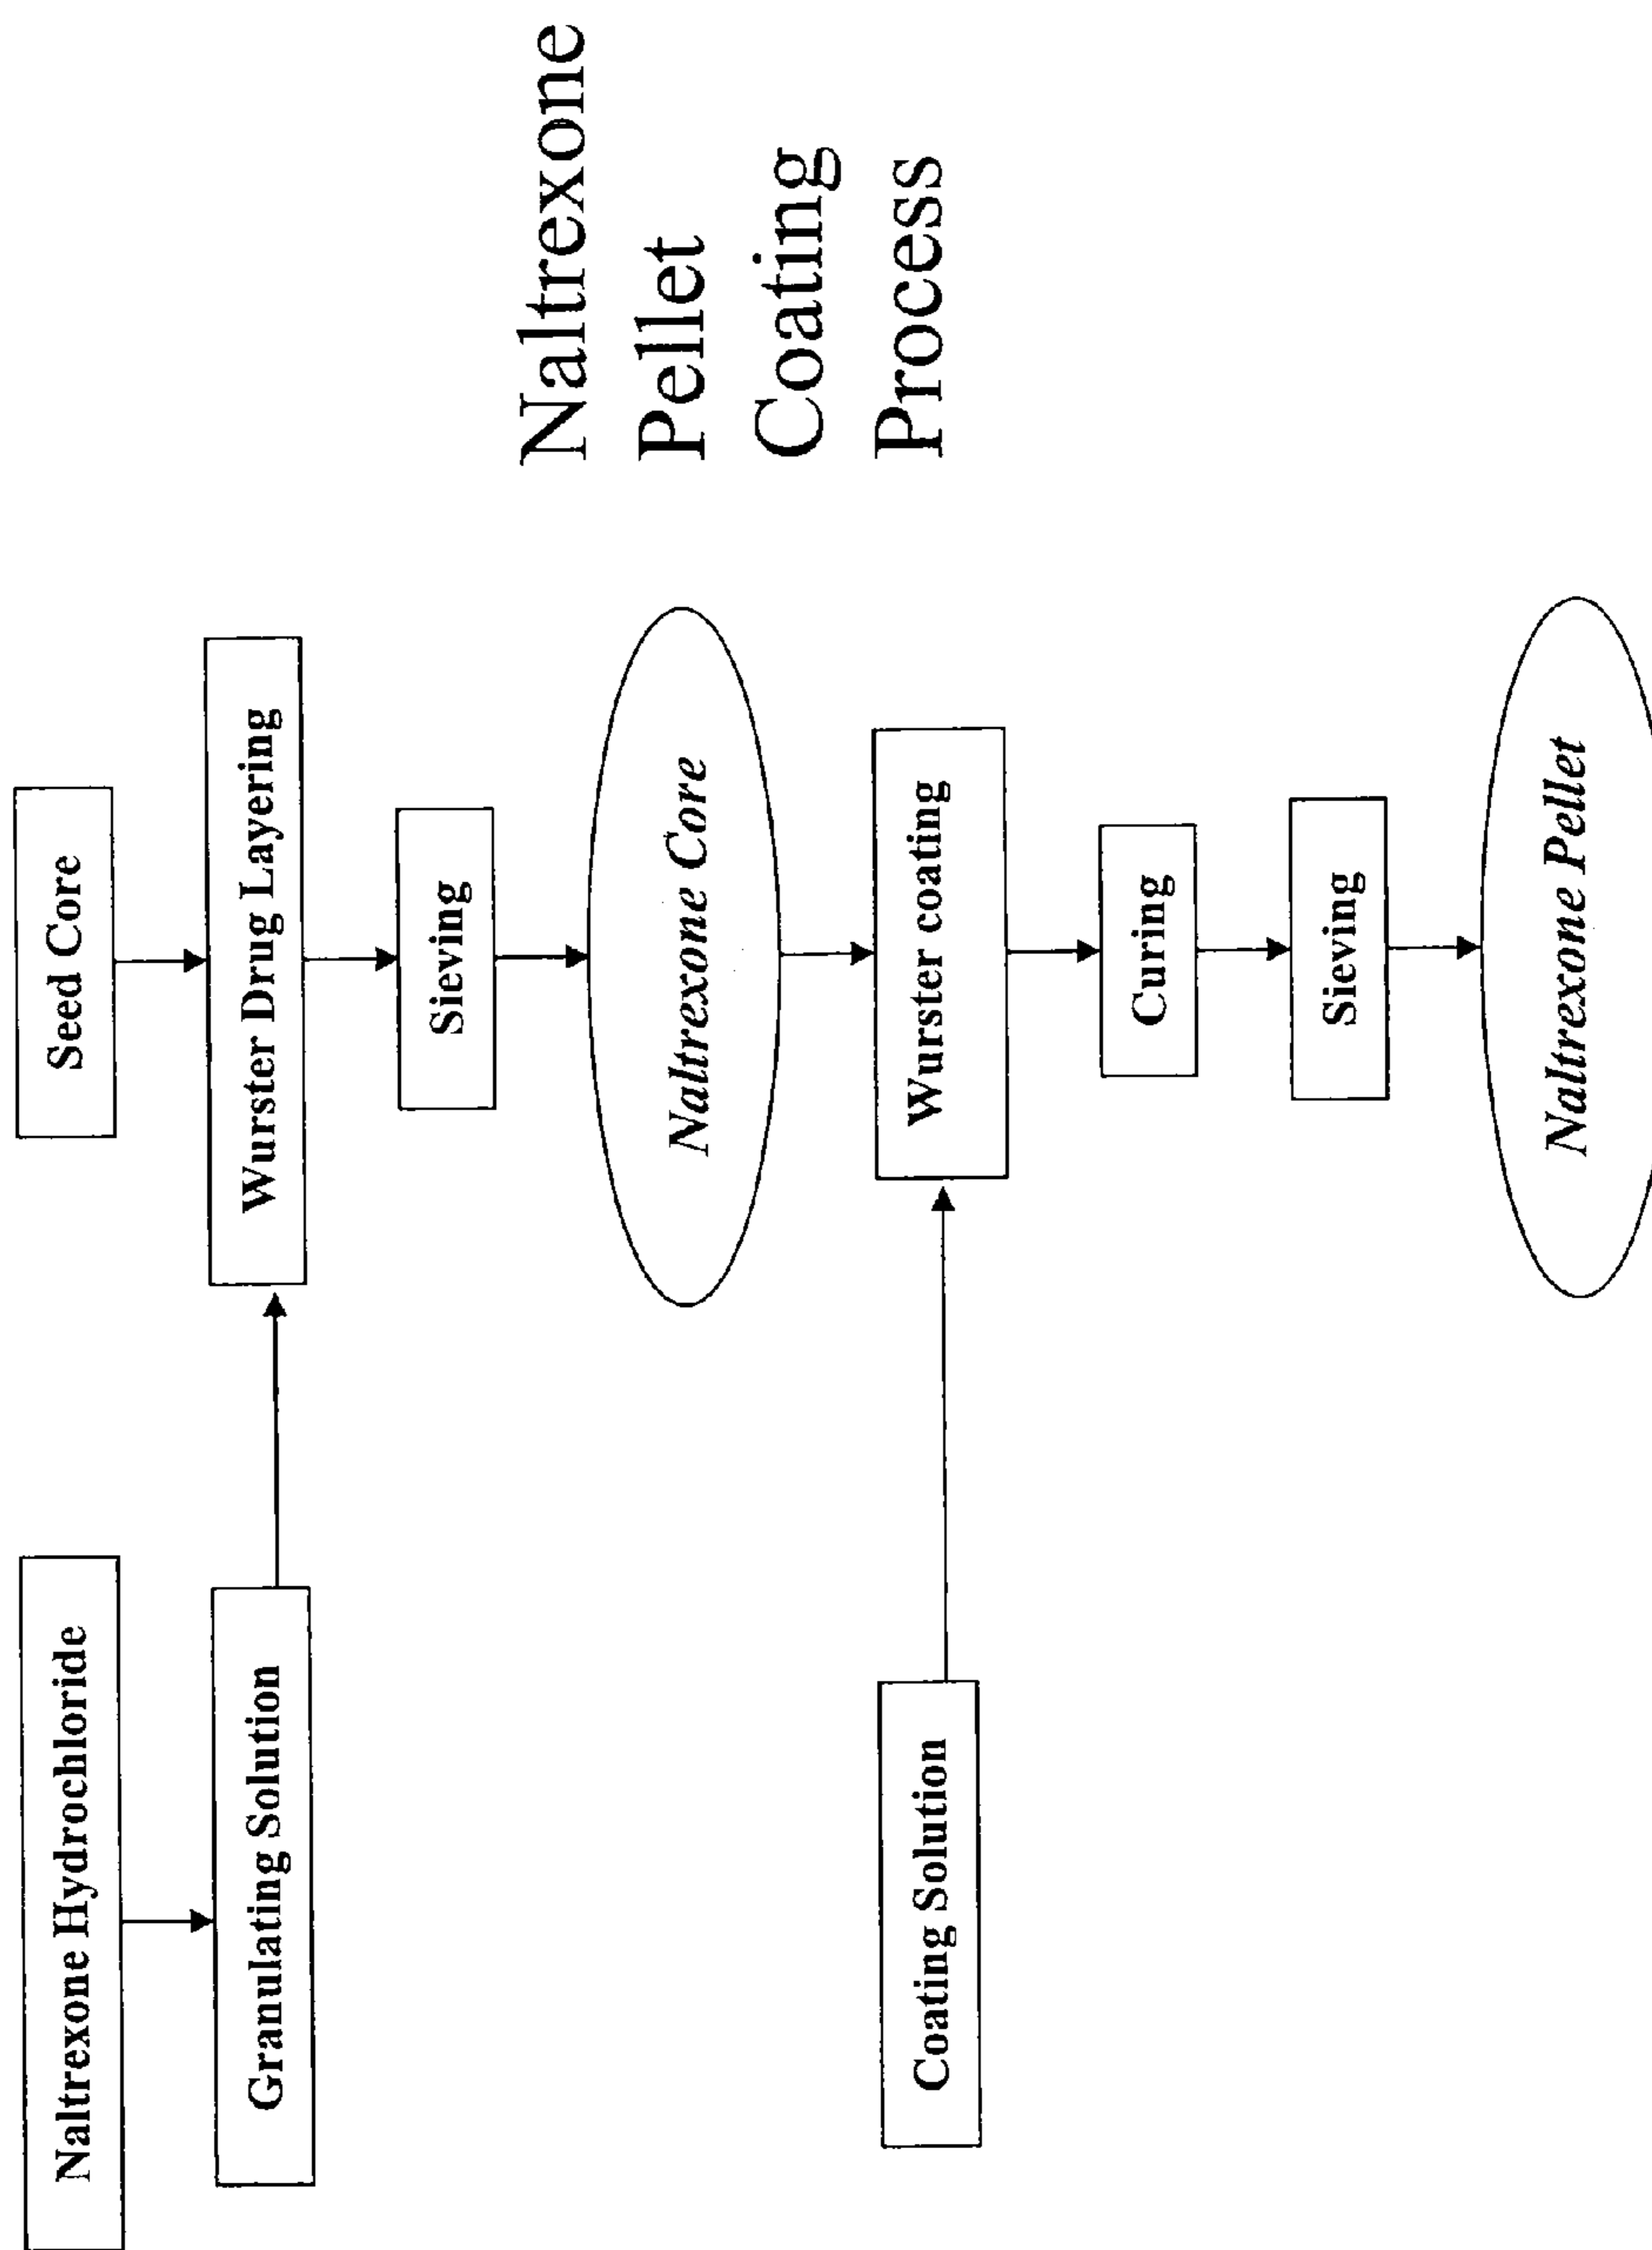 Naltrexone Hydrochloride
Granulating Solution
Seed Core
Wurster Drug Layering
Sieving
Naltrexone Core
Coating Solution
Wurster coating
Curing
Sieving
Naltrexone Pellet
Naltrexone
Pellet
Coating
Process